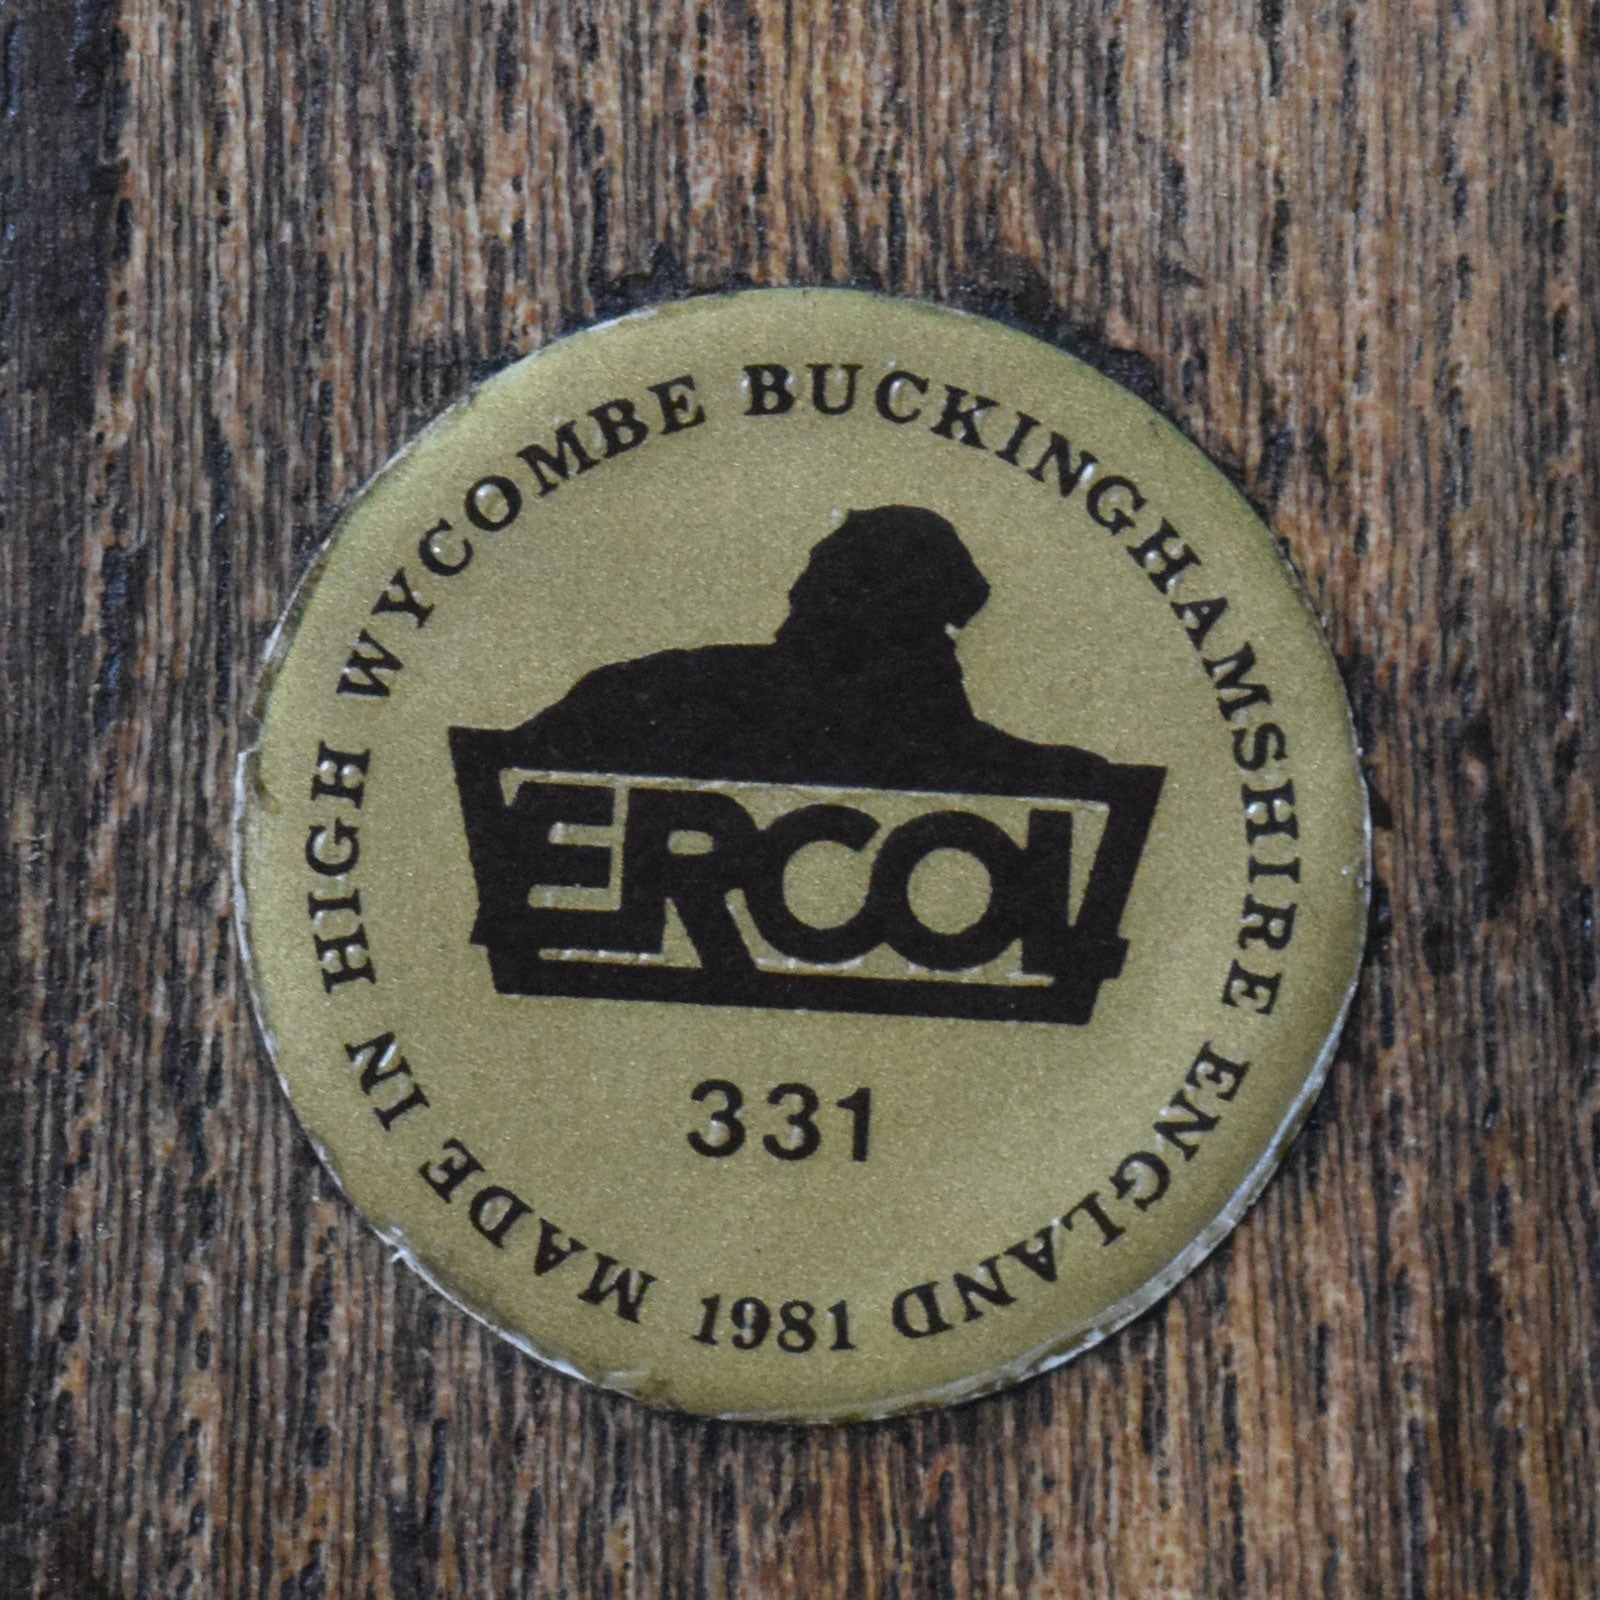 MADE IN HIGH WYCOMBE BUCKINGHAMSHIRE ENGLAND
ERCOL
331
1981